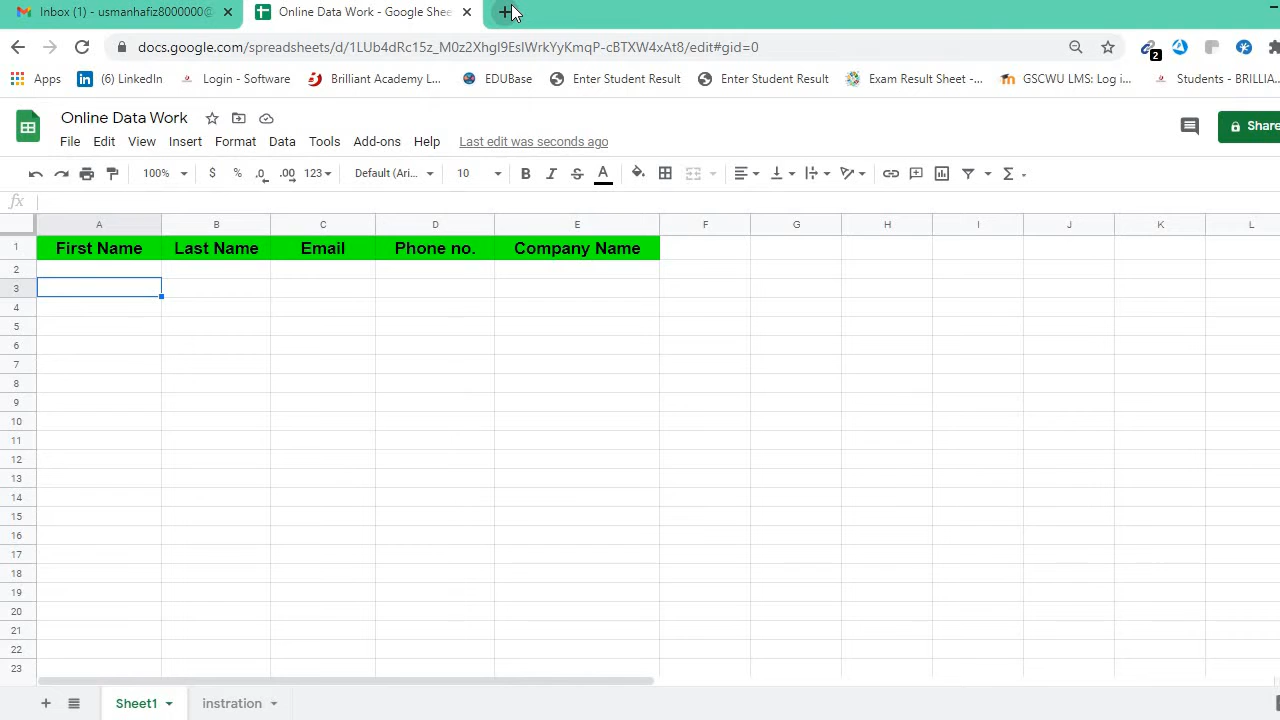 Inbox (1) - usmanhafiz8000000@
Online Data Work - Google Shee
docs.google.com/spreadsheets/d/1LUb4dRc15z_M0z2XhgJ9EsIWrkYyKmqP-cBTXW4xAt8/edit#gid=0
2
Apps
(6) LinkedIn
Login - Software
Brilliant Academy L...
EDUBase
Enter Student Result
Enter Student Result
Exam Result Sheet -...
GSCWU LMS: Log i...
Students - BRILLIA
Online Data Work
File Edit View Insert Format Data Tools Add-ons Help Last edit was seconds ago
Share
100% $ % .0 .00 123 Default (Ari... 10 B I S A Σ
fx
A B C D E F G H I J K L
1 First Name Last Name Email Phone no. Company Name
2
3
4
5
6
7
8
9
10
11
12
13
14
15
16
17
18
19
20
21
22
23
Sheet1 instration